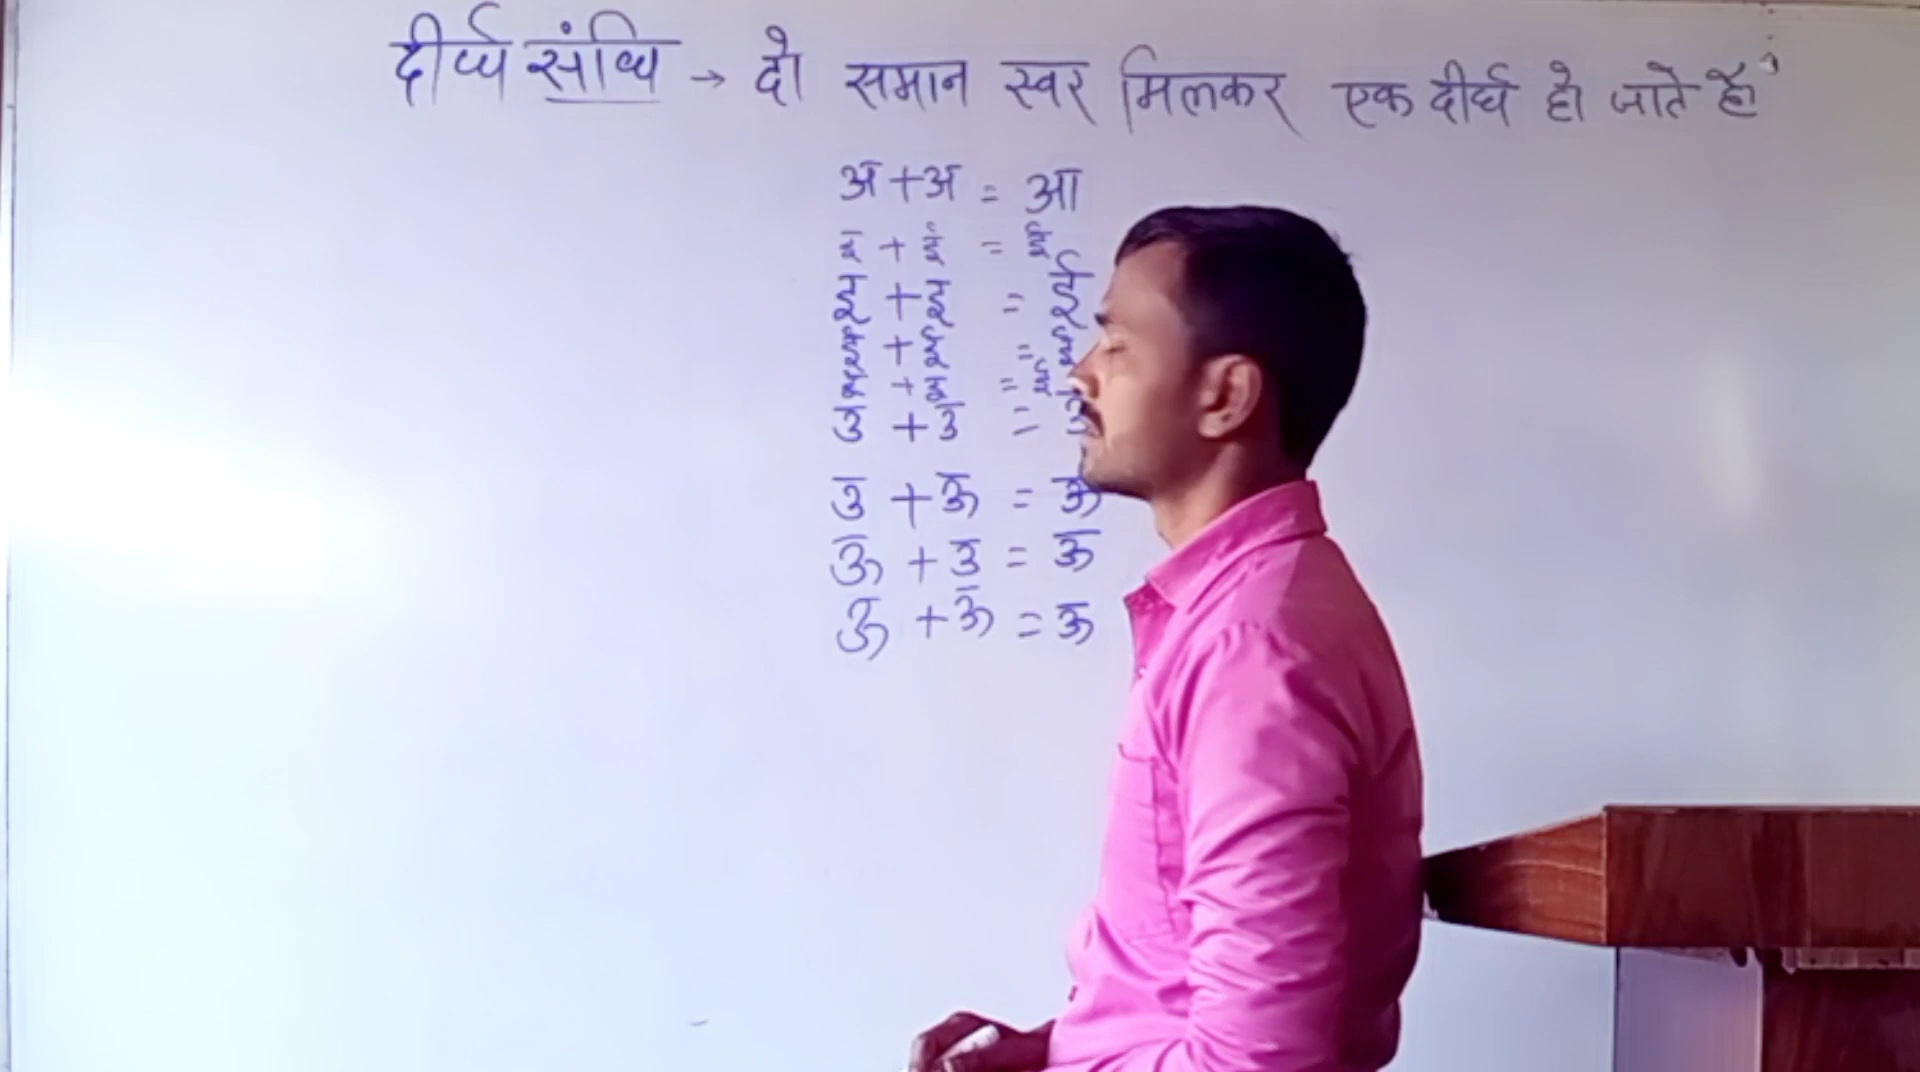 दीर्घ संधि → दो समान स्वर मिलकर एक दीर्घ हो जाते हैं
अ + अ = आ
इ + इ = ई
इ + इ = ई
+ ई =
+ =
उ + उ =
उ + ऊ = ऊ
ऊ + उ = ऊ
ऊ + ऊ = ऊ